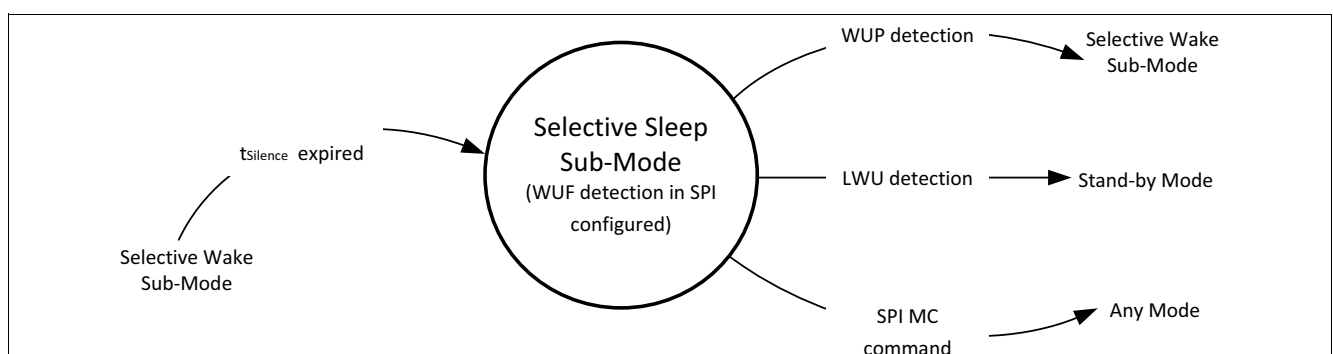 WUP detection
Selective Wake
Sub-Mode
Selective Sleep
Sub-Mode
(WUF detection in SPI
configured)
tSilence expired
LWU detection
Stand-by Mode
Selective Wake
Sub-Mode
SPI MC
command
Any Mode